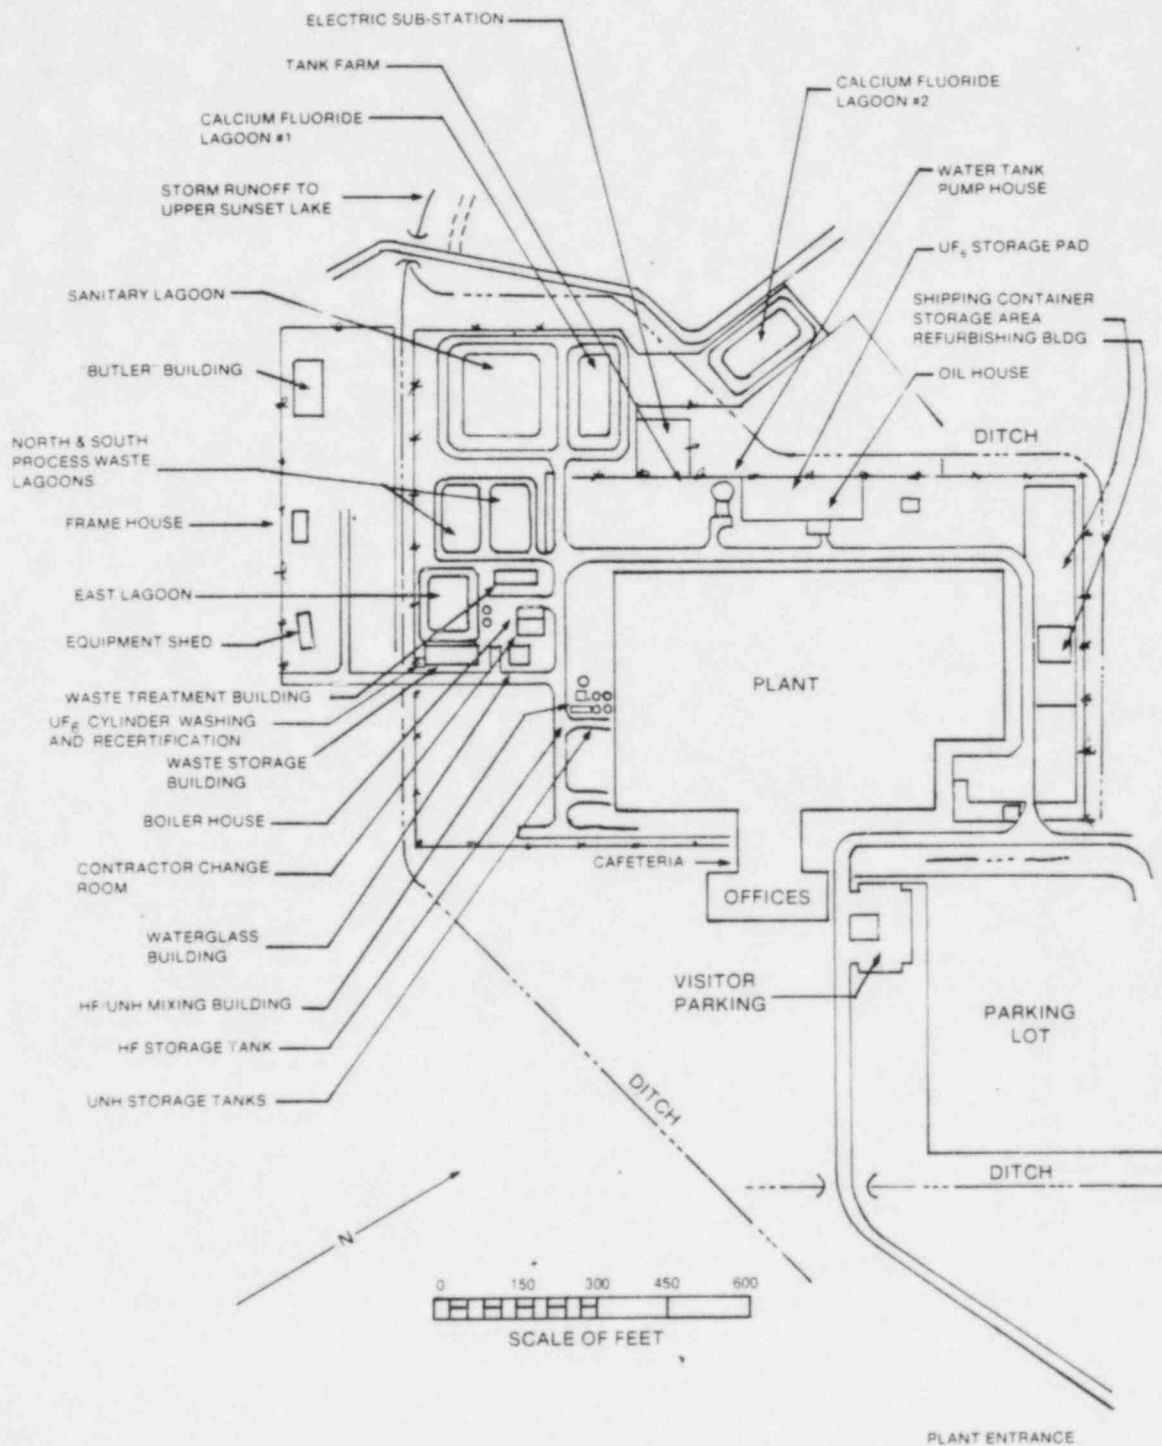 ELECTRIC SUB-STATION
TANK FARM
CALCIUM FLUORIDE
LAGOON #1
CALCIUM FLUORIDE
LAGOON #2
STORM RUNOFF TO
UPPER SUNSET LAKE
WATER TANK
PUMP HOUSE
UF₆ STORAGE PAD
SANITARY LAGOON
SHIPPING CONTAINER
STORAGE AREA
REFURBISHING BLDG
"BUTLER" BUILDING
OIL HOUSE
DITCH
NORTH & SOUTH
PROCESS WASTE
LAGOONS
FRAME HOUSE
EAST LAGOON
EQUIPMENT SHED
WASTE TREATMENT BUILDING
UF₆ CYLINDER WASHING
AND RECERTIFICATION
WASTE STORAGE
BUILDING
PLANT
BOILER HOUSE
CONTRACTOR CHANGE
ROOM
CAFETERIA
OFFICES
WATERGLASS
BUILDING
VISITOR
PARKING
HF/UNH MIXING BUILDING
PARKING
LOT
HF STORAGE TANK
UNH STORAGE TANKS
DITCH
DITCH
N
0 150 300 450 600
SCALE OF FEET
PLANT ENTRANCE